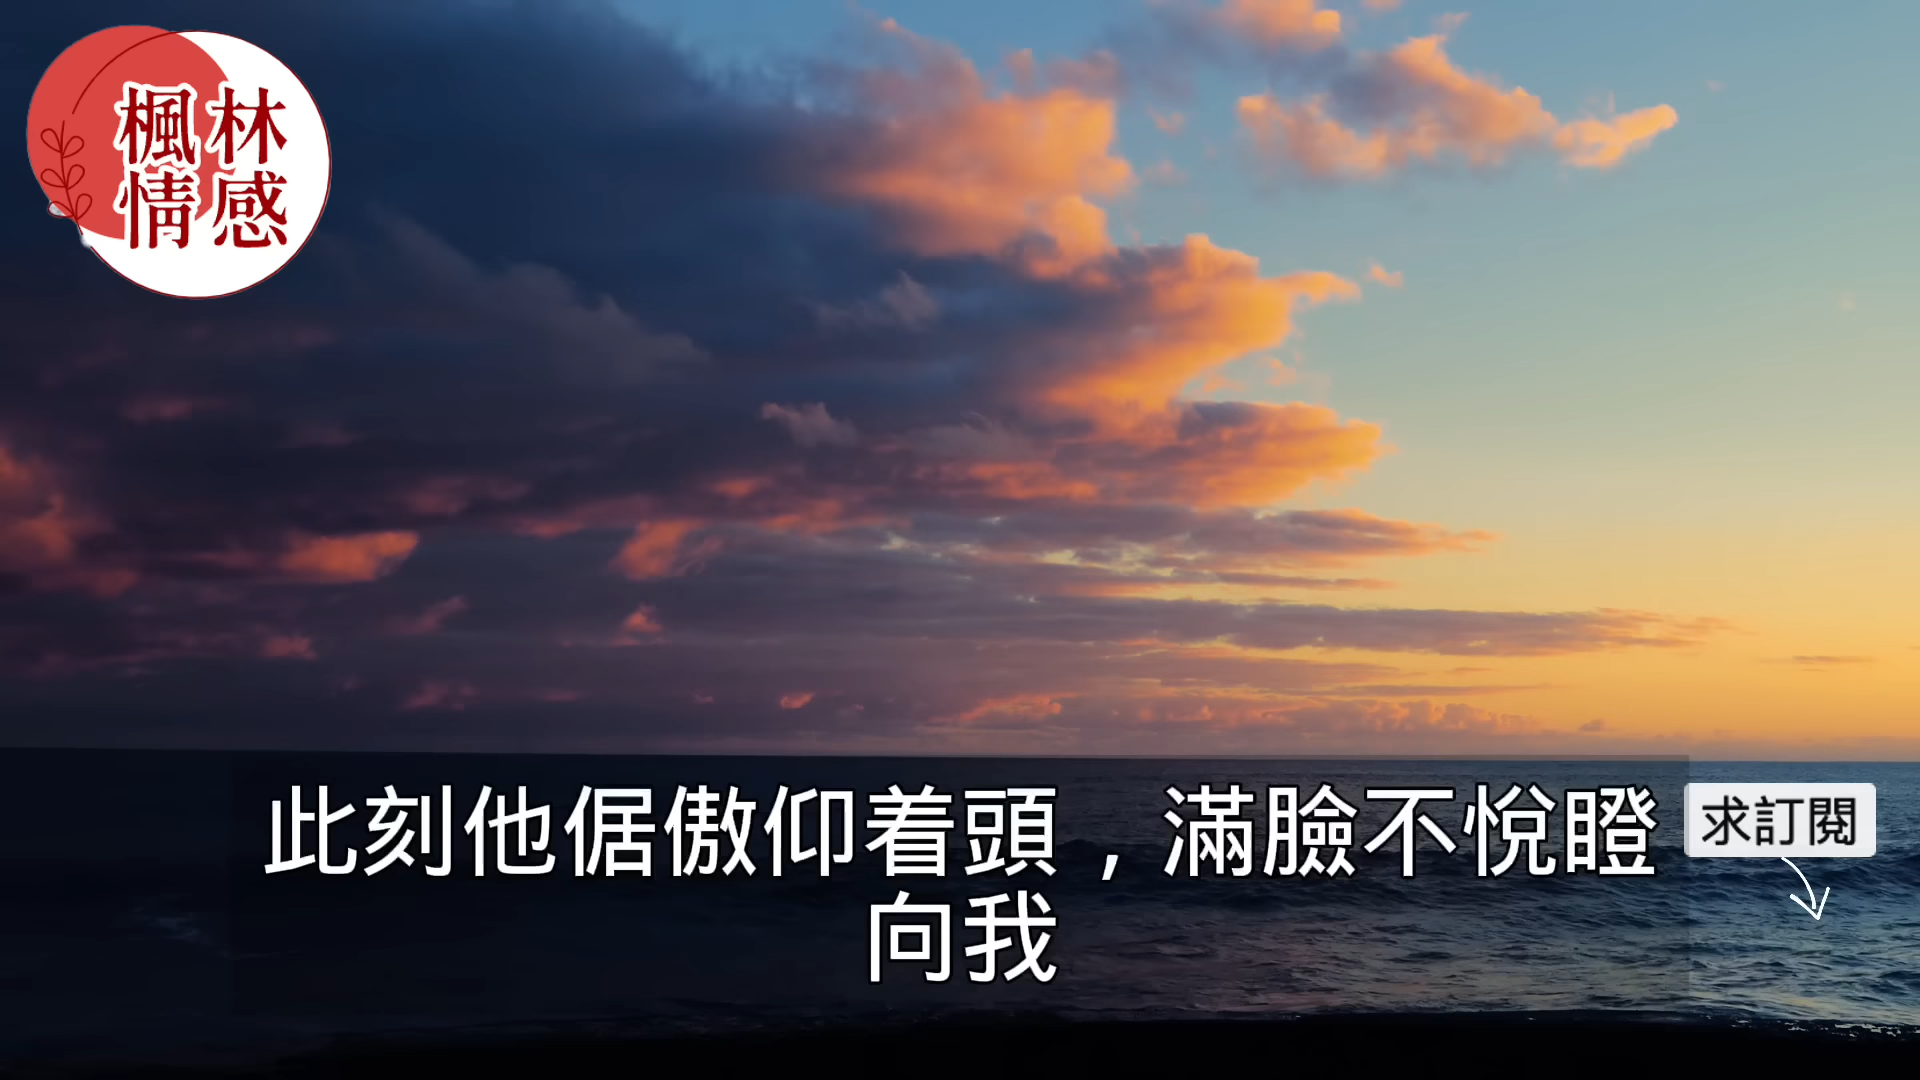 楓林
情感
此刻他倨傲仰着頭，滿臉不悅瞪
向我
求訂閱